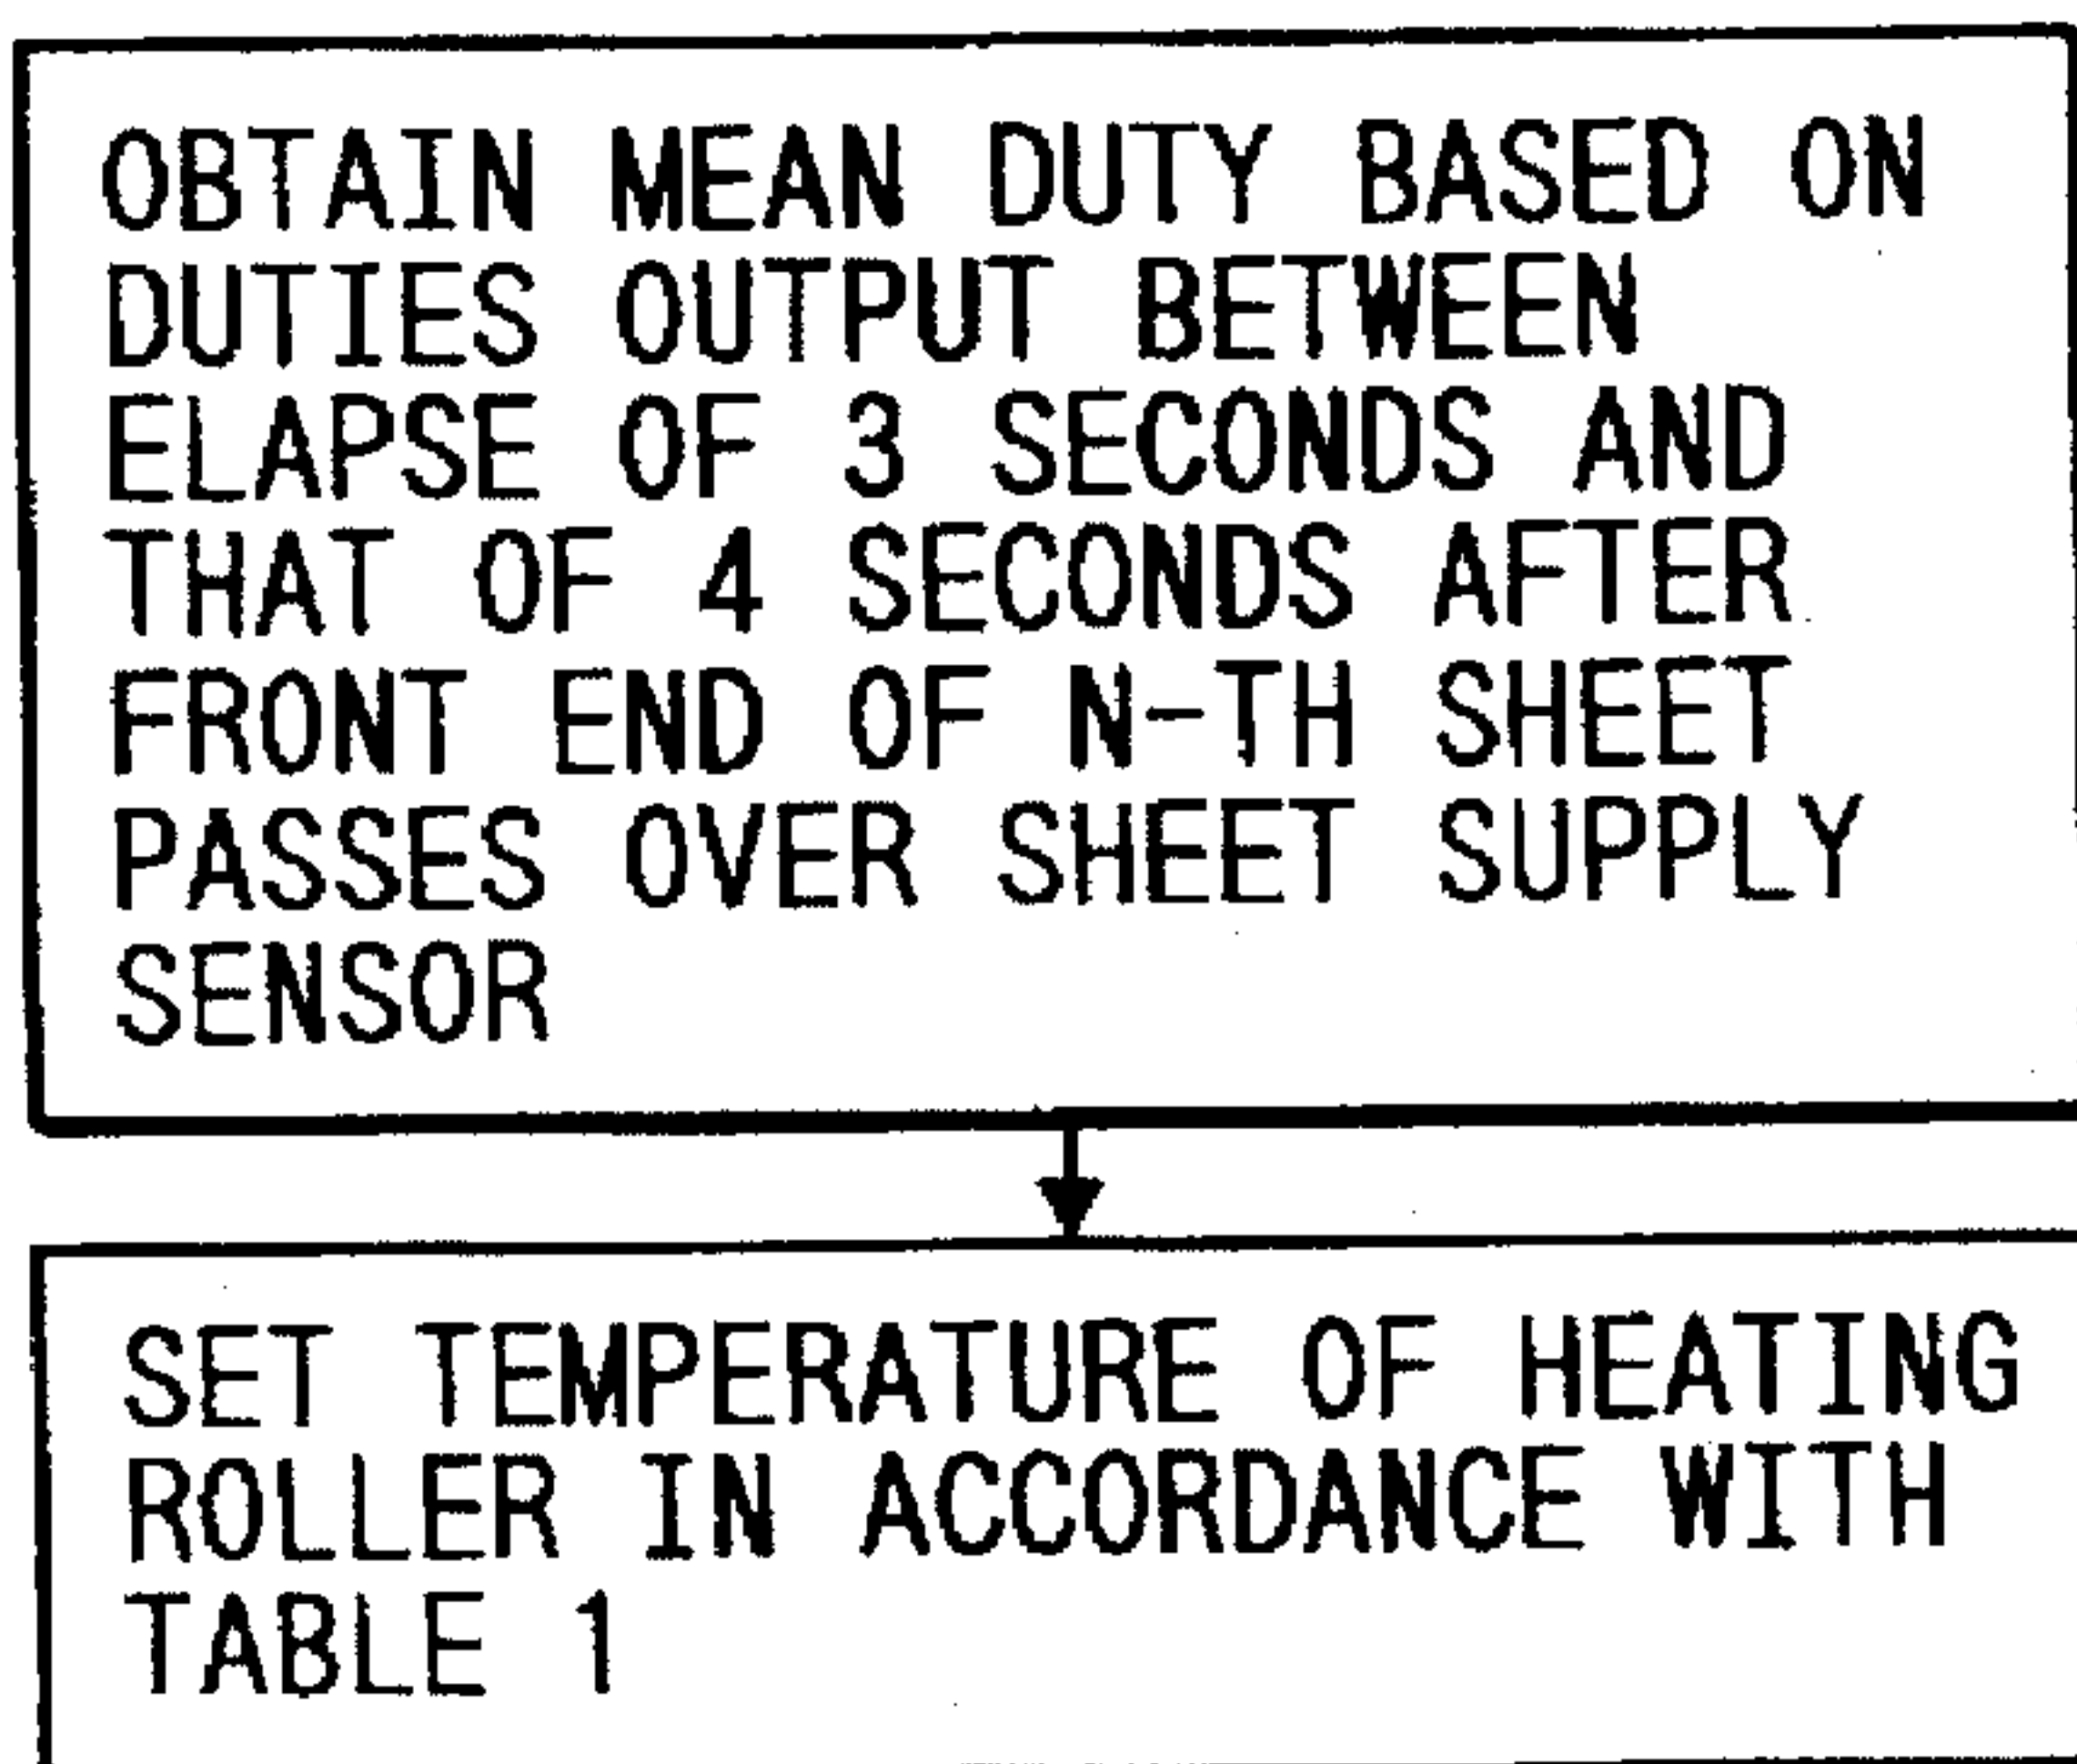 OBTAIN MEAN DUTY BASED ON
DUTIES OUTPUT BETWEEN
ELAPSE OF 3 SECONDS AND
THAT OF 4 SECONDS AFTER
FRONT END OF N-TH SHEET
PASSES OVER SHEET SUPPLY
SENSOR
SET TEMPERATURE OF HEATING
ROLLER IN ACCORDANCE WITH
TABLE 1